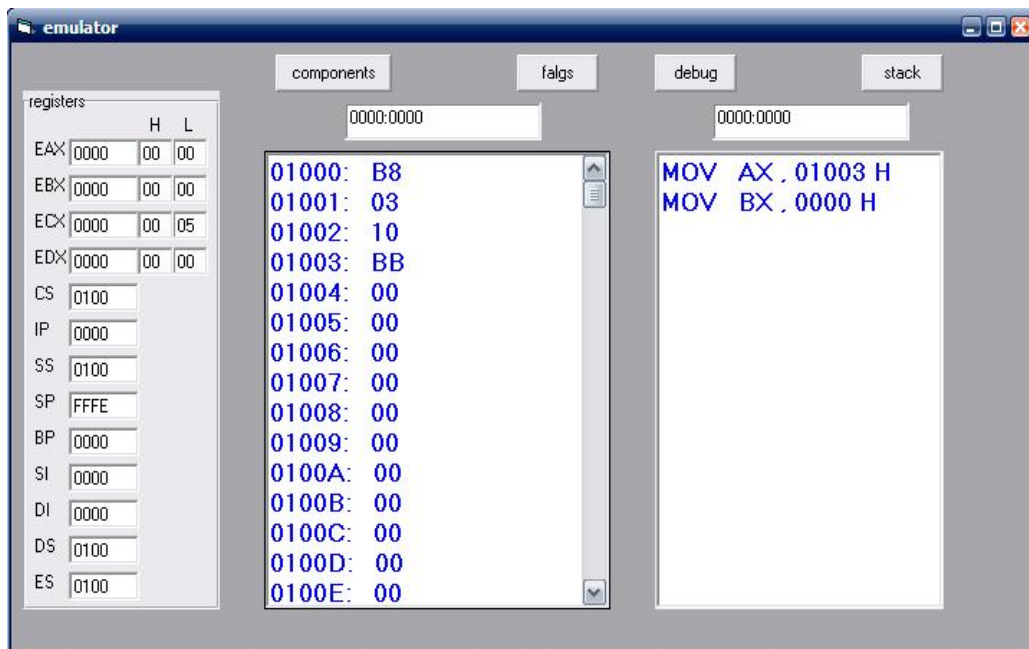 emulator
components falgs debug stack
registers
0000:0000 0000:0000
H L
EAX 0000 00 00
EBX 0000 00 00
ECX 0000 00 05
EDX 0000 00 00
CS 0100
IP 0000
SS 0100
SP FFFE
BP 0000
SI 0000
DI 0000
DS 0100
ES 0100
01000: B8
01001: 03
01002: 10
01003: BB
01004: 00
01005: 00
01006: 00
01007: 00
01008: 00
01009: 00
0100A: 00
0100B: 00
0100C: 00
0100D: 00
0100E: 00
MOV AX , 01003 H
MOV BX , 0000 H